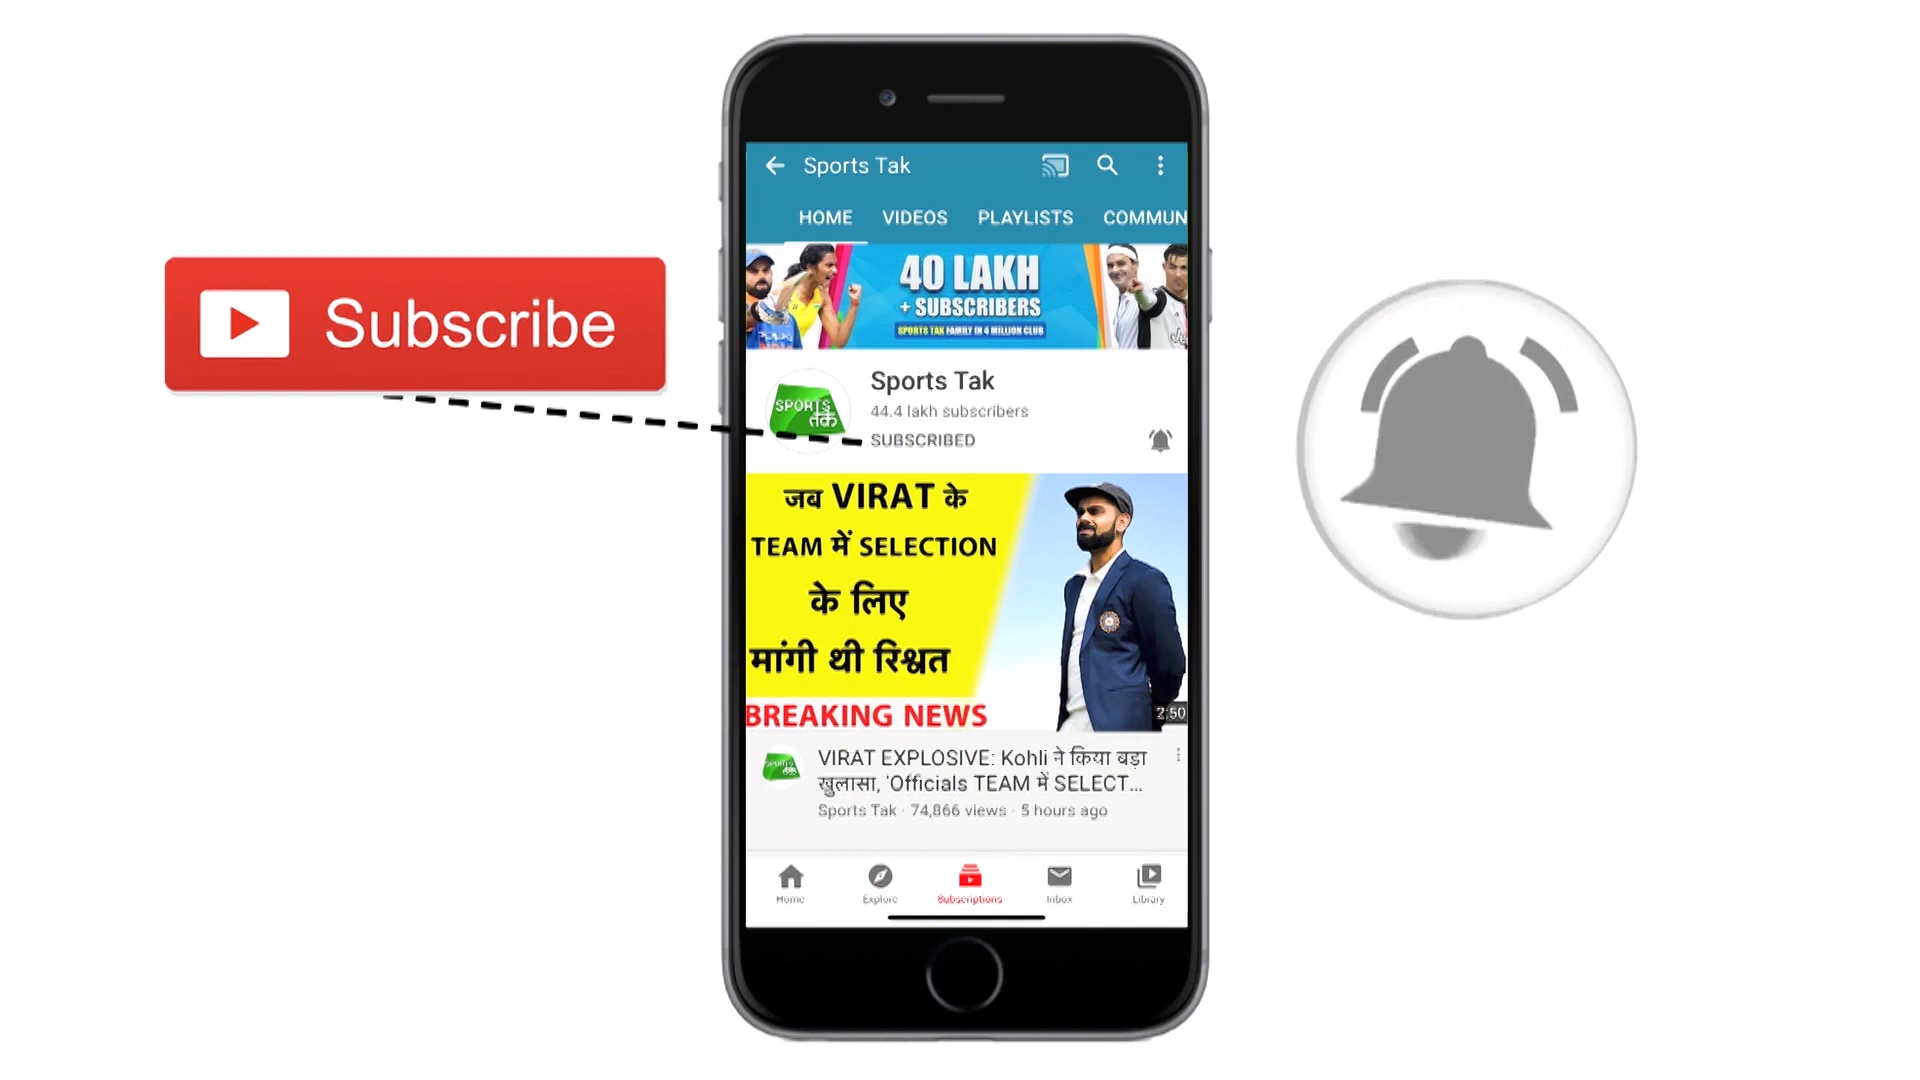 Subscribe
Sports Tak
HOME VIDEOS PLAYLISTS COMMUN
40 LAKH
+ SUBSCRIBERS
SPORTS TAK FAMILY IN 4 MILLION CLUB
SPORTS
तक
Sports Tak
44.4 lakh subscribers
SUBSCRIBED
जब VIRAT के
TEAM में SELECTION
के लिए
मांगी थी रिश्वत
BREAKING NEWS
2:50
VIRAT EXPLOSIVE: Kohli ने किया बड़ा
खुलासा, 'Officials TEAM में SELECT...
Sports Tak · 74,866 views · 5 hours ago
Home Explore Subscriptions Inbox Library